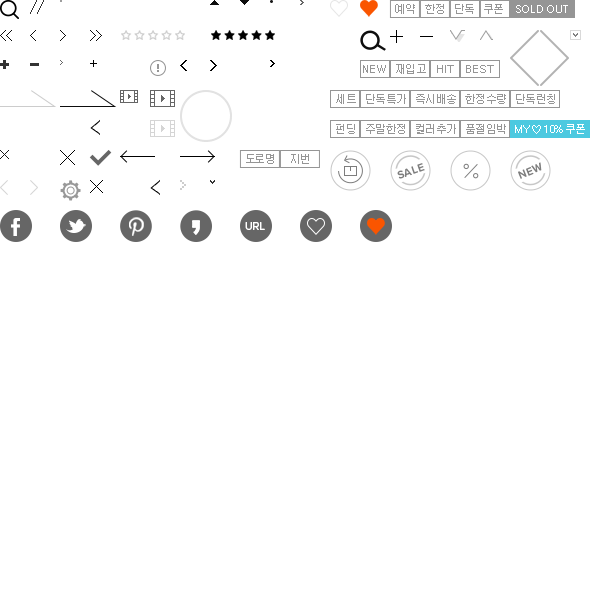 예약 한정 단독 쿠폰 SOLD OUT
NEW 재입고 HIT BEST
세트 단독특가 즉시배송 한정수량 단독런칭
펀딩 주말한정 컬러추가 품절임박 MY♡10% 쿠폰
도로명 지번
SALE % NEW
URL